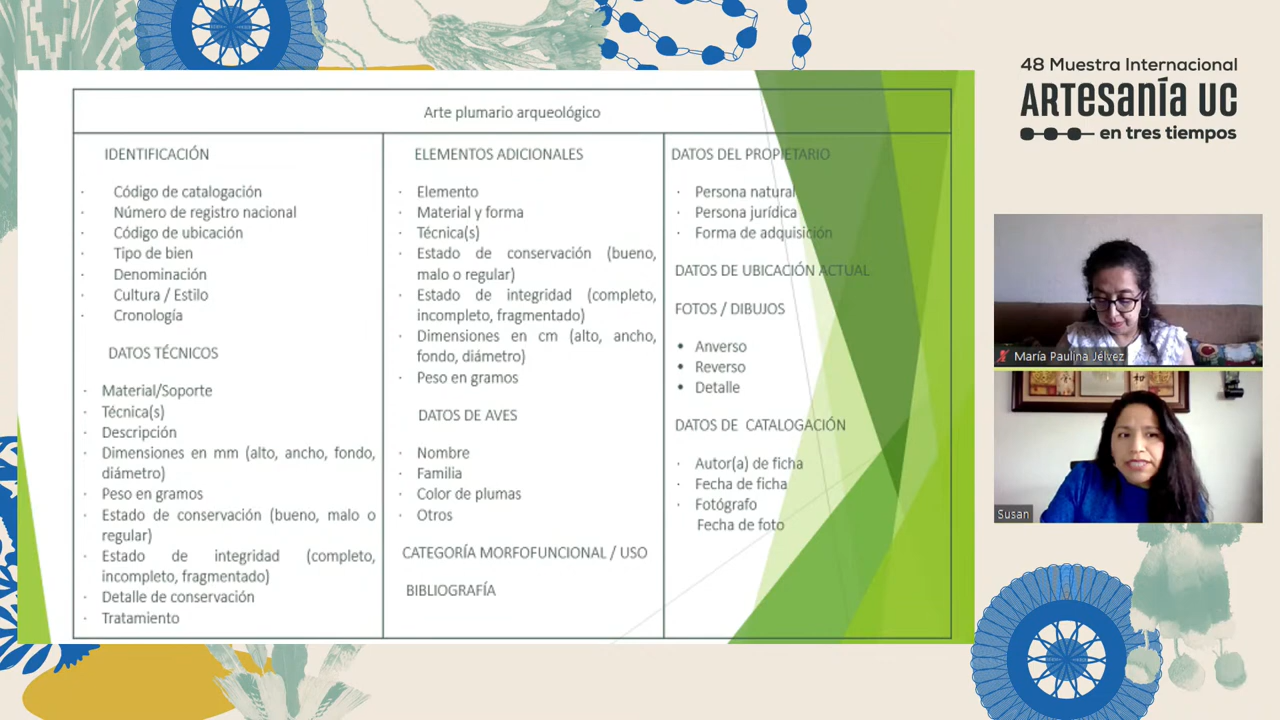 Arte plumario arqueológico
IDENTIFICACIÓN
· Código de catalogación
· Número de registro nacional
· Código de ubicación
· Tipo de bien
· Denominación
· Cultura / Estilo
· Cronología
DATOS TÉCNICOS
· Material/Soporte
· Técnica(s)
· Descripción
· Dimensiones en mm (alto, ancho, fondo,
diámetro)
· Peso en gramos
· Estado de conservación (bueno, malo o
regular)
· Estado de integridad (completo,
incompleto, fragmentado)
· Detalle de conservación
· Tratamiento
ELEMENTOS ADICIONALES
· Elemento
· Material y forma
· Técnica(s)
· Estado de conservación (bueno,
malo o regular)
· Estado de integridad (completo,
incompleto, fragmentado)
· Dimensiones en cm (alto, ancho,
fondo, diámetro)
· Peso en gramos
DATOS DE AVES
· Nombre
· Familia
· Color de plumas
· Otros
CATEGORÍA MORFOFUNCIONAL / USO
BIBLIOGRAFÍA
DATOS DEL PROPIETARIO
· Persona natural
· Persona jurídica
· Forma de adquisición
DATOS DE UBICACIÓN ACTUAL
FOTOS / DIBUJOS
• Anverso
• Reverso
• Detalle
DATOS DE CATALOGACIÓN
· Autor(a) de ficha
· Fecha de ficha
· Fotógrafo
Fecha de foto
48 Muestra Internacional
ARTESANÍA UC
en tres tiempos
María Paulina Jélvez
Susan